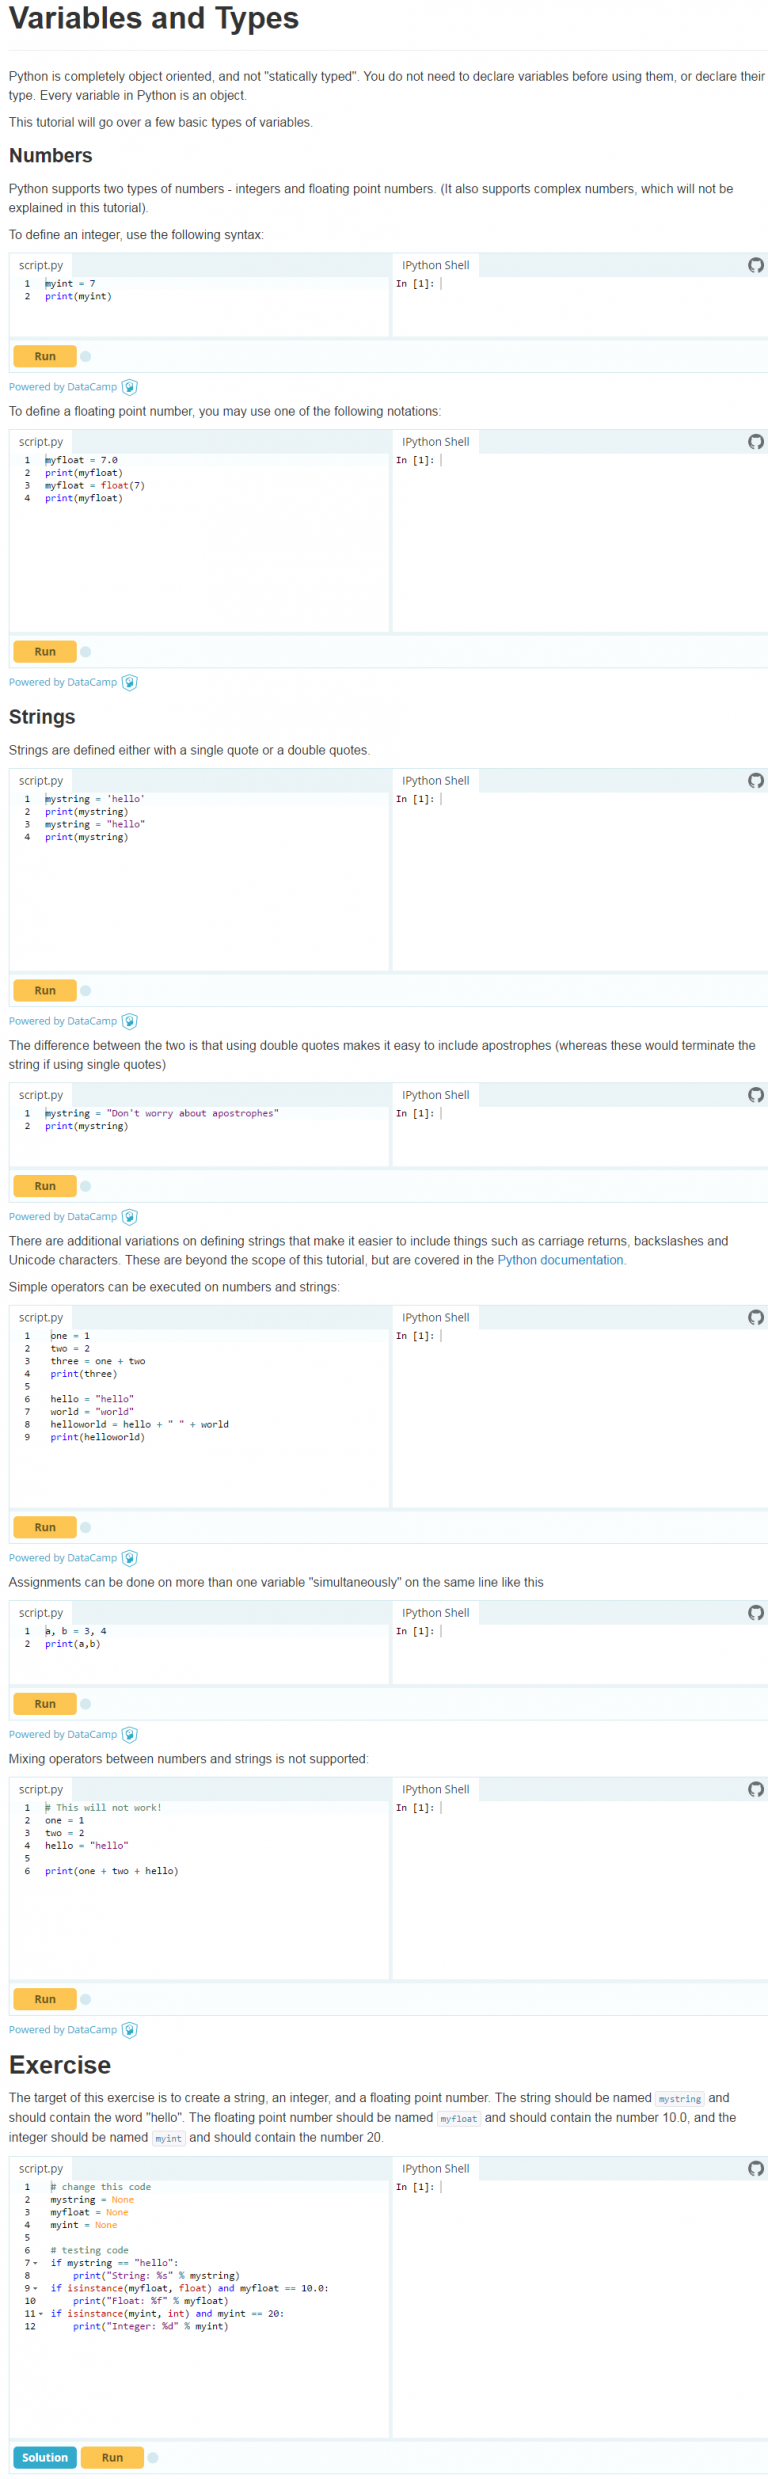 Variables and Types
Python is completely object oriented, and not "statically typed". You do not need to declare variables before using them, or declare their
type. Every variable in Python is an object.
This tutorial will go over a few basic types of variables.
Numbers
Python supports two types of numbers - integers and floating point numbers. (It also supports complex numbers, which will not be
explained in this tutorial).
To define an integer, use the following syntax:
script.py
1 myint = 7
2 print(myint)
IPython Shell
In [1]:
Run
Powered by DataCamp
To define a floating point number, you may use one of the following notations:
script.py
1 myfloat = 7.0
2 print(myfloat)
3 myfloat = float(7)
4 print(myfloat)
IPython Shell
In [1]:
Run
Powered by DataCamp
Strings
Strings are defined either with a single quote or a double quotes.
script.py
1 mystring = 'hello'
2 print(mystring)
3 mystring = "hello"
4 print(mystring)
IPython Shell
In [1]:
Run
Powered by DataCamp
The difference between the two is that using double quotes makes it easy to include apostrophes (whereas these would terminate the
string if using single quotes)
script.py
1 mystring = "Don't worry about apostrophes"
2 print(mystring)
IPython Shell
In [1]:
Run
Powered by DataCamp
There are additional variations on defining strings that make it easier to include things such as carriage returns, backslashes and
Unicode characters. These are beyond the scope of this tutorial, but are covered in the Python documentation.
Simple operators can be executed on numbers and strings:
script.py
1 one = 1
2 two = 2
3 three = one + two
4 print(three)
5
6 hello = "hello"
7 world = "world"
8 helloworld = hello + " " + world
9 print(helloworld)
IPython Shell
In [1]:
Run
Powered by DataCamp
Assignments can be done on more than one variable "simultaneously" on the same line like this
script.py
1 a, b = 3, 4
2 print(a,b)
IPython Shell
In [1]:
Run
Powered by DataCamp
Mixing operators between numbers and strings is not supported:
script.py
1 # This will not work!
2 one = 1
3 two = 2
4 hello = "hello"
5
6 print(one + two + hello)
IPython Shell
In [1]:
Run
Powered by DataCamp
Exercise
The target of this exercise is to create a string, an integer, and a floating point number. The string should be named mystring and
should contain the word "hello". The floating point number should be named myfloat and should contain the number 10.0, and the
integer should be named myint and should contain the number 20.
script.py
1 # change this code
2 mystring = None
3 myfloat = None
4 myint = None
5
6 # testing code
7 if mystring == "hello":
8     print("String: %s" % mystring)
9 if isinstance(myfloat, float) and myfloat == 10.0:
10     print("Float: %f" % myfloat)
11 if isinstance(myint, int) and myint == 20:
12     print("Integer: %d" % myint)
IPython Shell
In [1]:
Solution Run